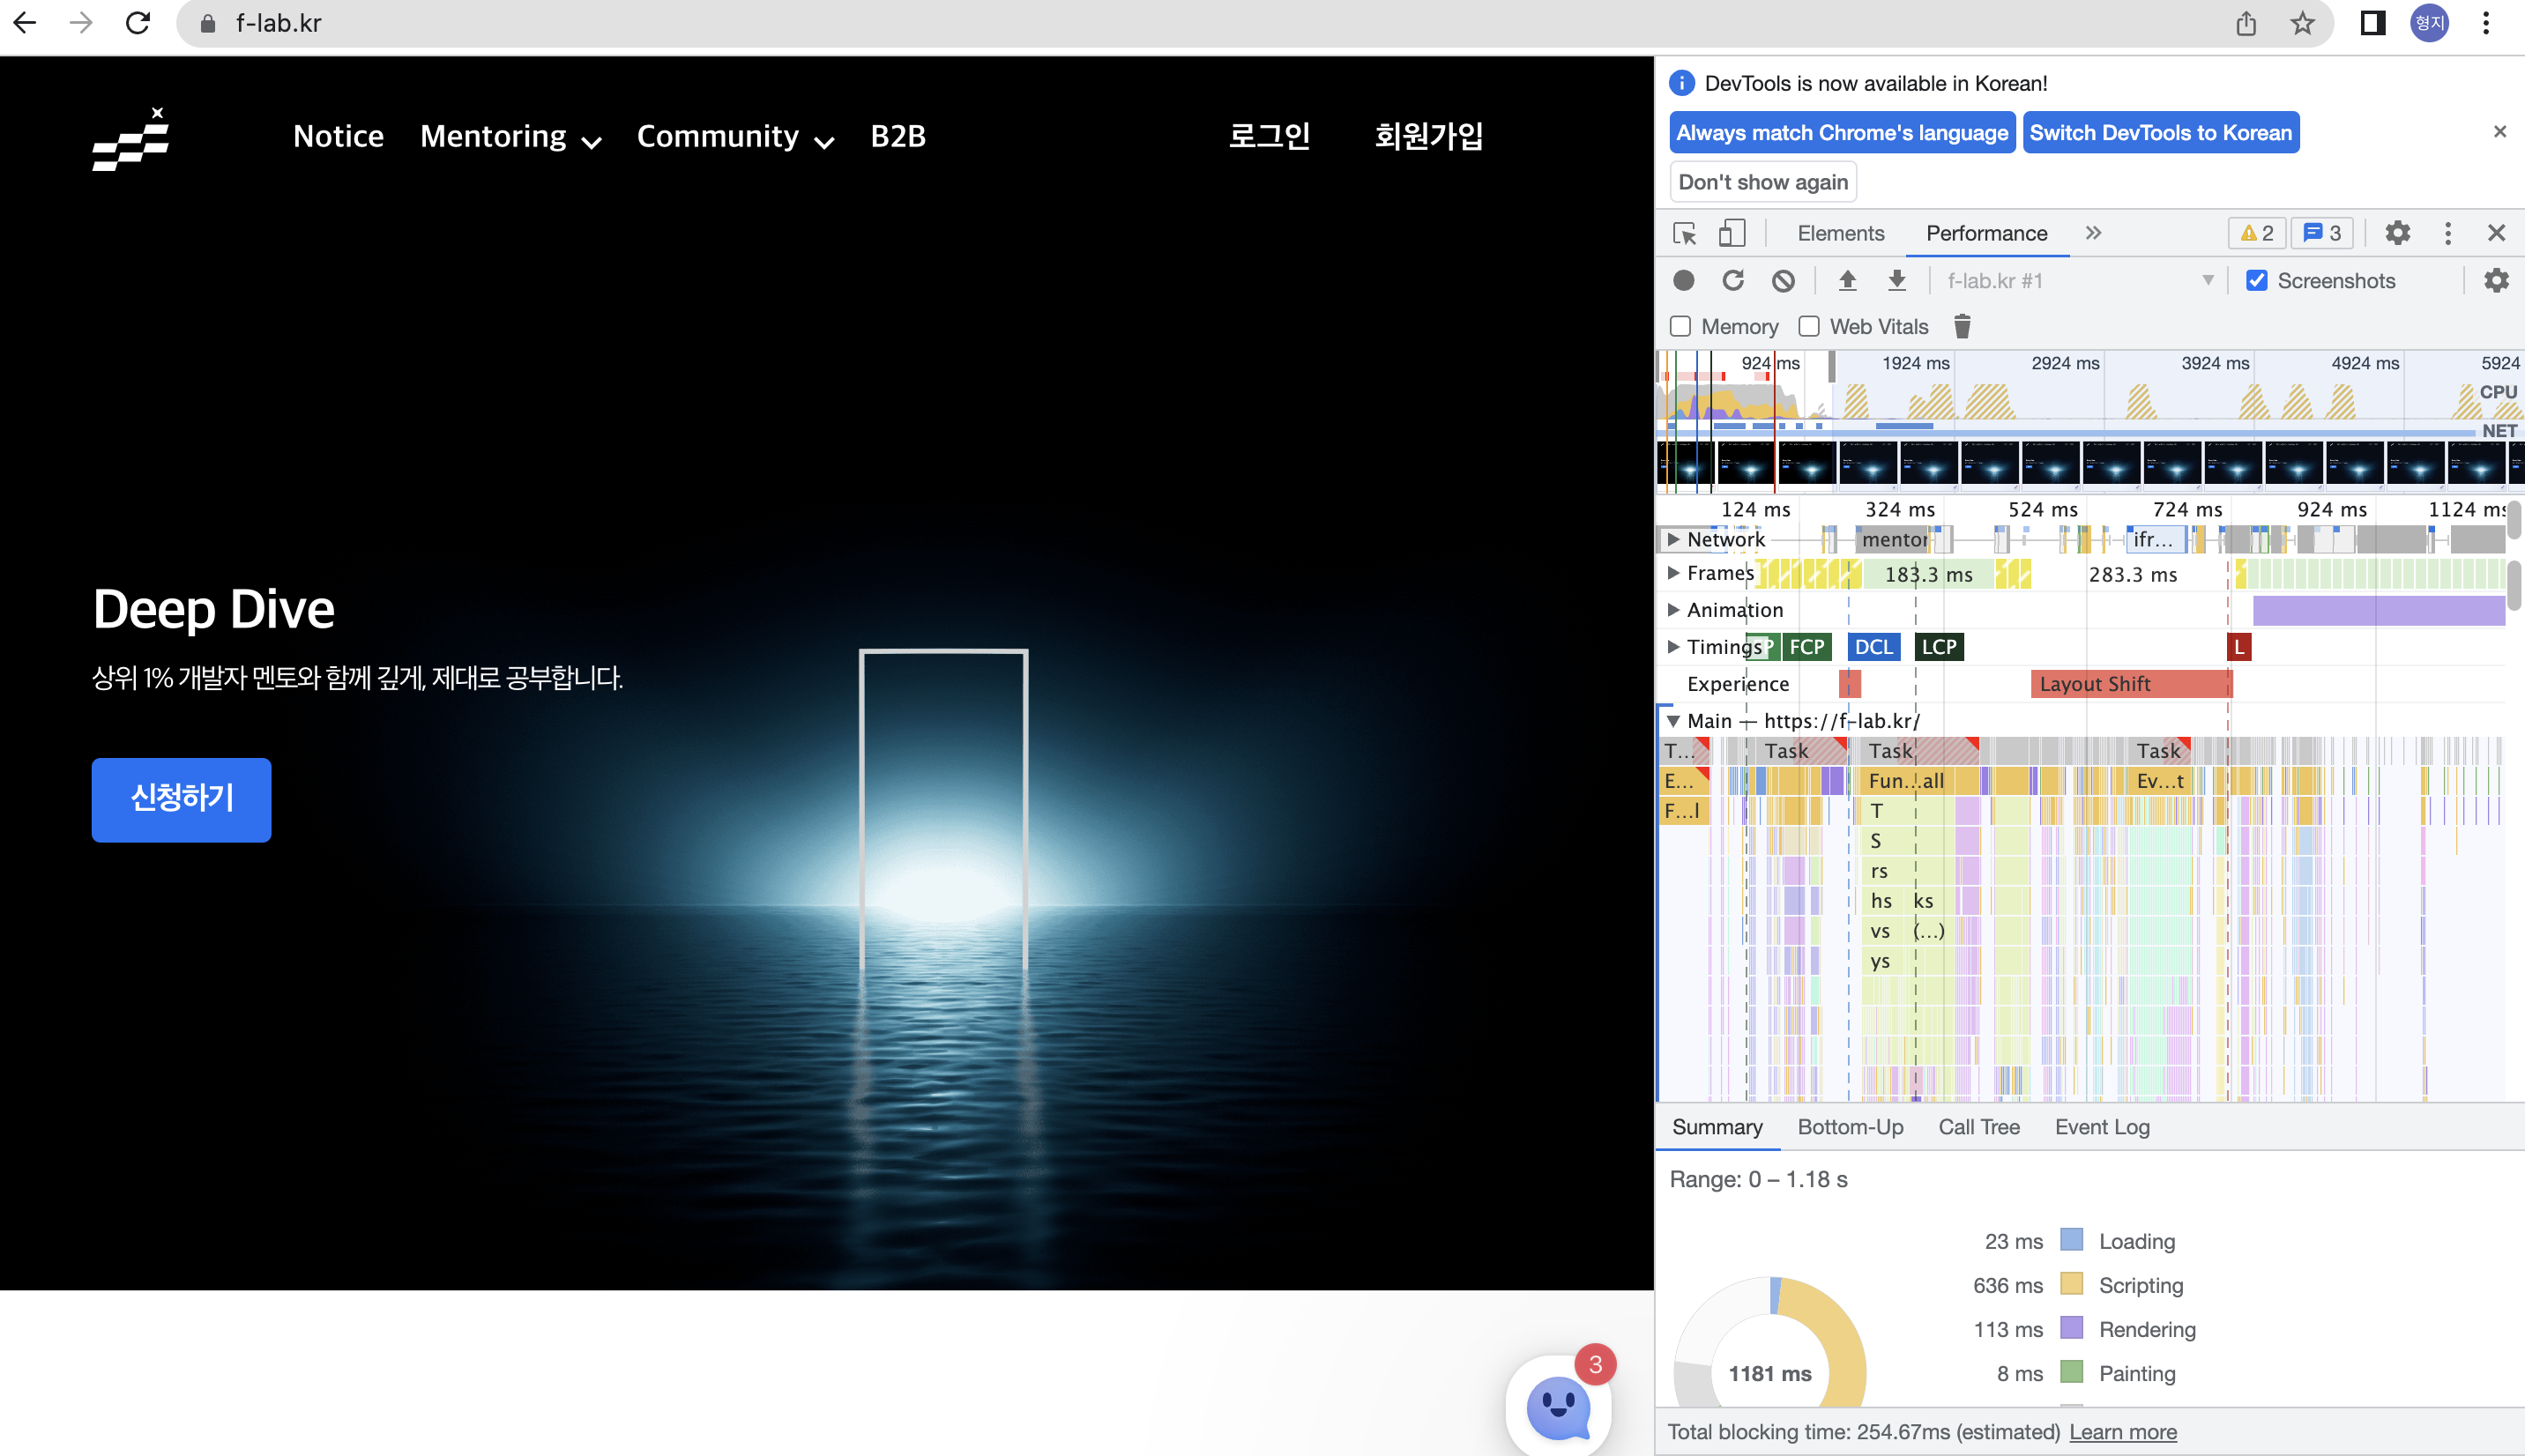 f-lab.kr
형지
Notice Mentoring Community B2B 로그인 회원가입
Deep Dive
상위 1% 개발자 멘토와 함께 깊게, 제대로 공부합니다.
신청하기
3
DevTools is now available in Korean!
Always match Chrome's language Switch DevTools to Korean
Don't show again
Elements Performance 2 3
f-lab.kr #1 Screenshots
Memory Web Vitals
924 ms 1924 ms 2924 ms 3924 ms 4924 ms 5924
CPU
NET
124 ms 324 ms 524 ms 724 ms 924 ms 1124 ms
Network mentor ifr...
Frames 183.3 ms 283.3 ms
Animation
Timings P FCP DCL LCP L
Experience Layout Shift
Main — https://f-lab.kr/
T... Task Task Task
E... Fun...all Ev...t
F...l T
S
rs
hs ks
vs (...)
ys
Summary Bottom-Up Call Tree Event Log
Range: 0 – 1.18 s
23 ms Loading
636 ms Scripting
113 ms Rendering
1181 ms
8 ms Painting
Total blocking time: 254.67ms (estimated) Learn more